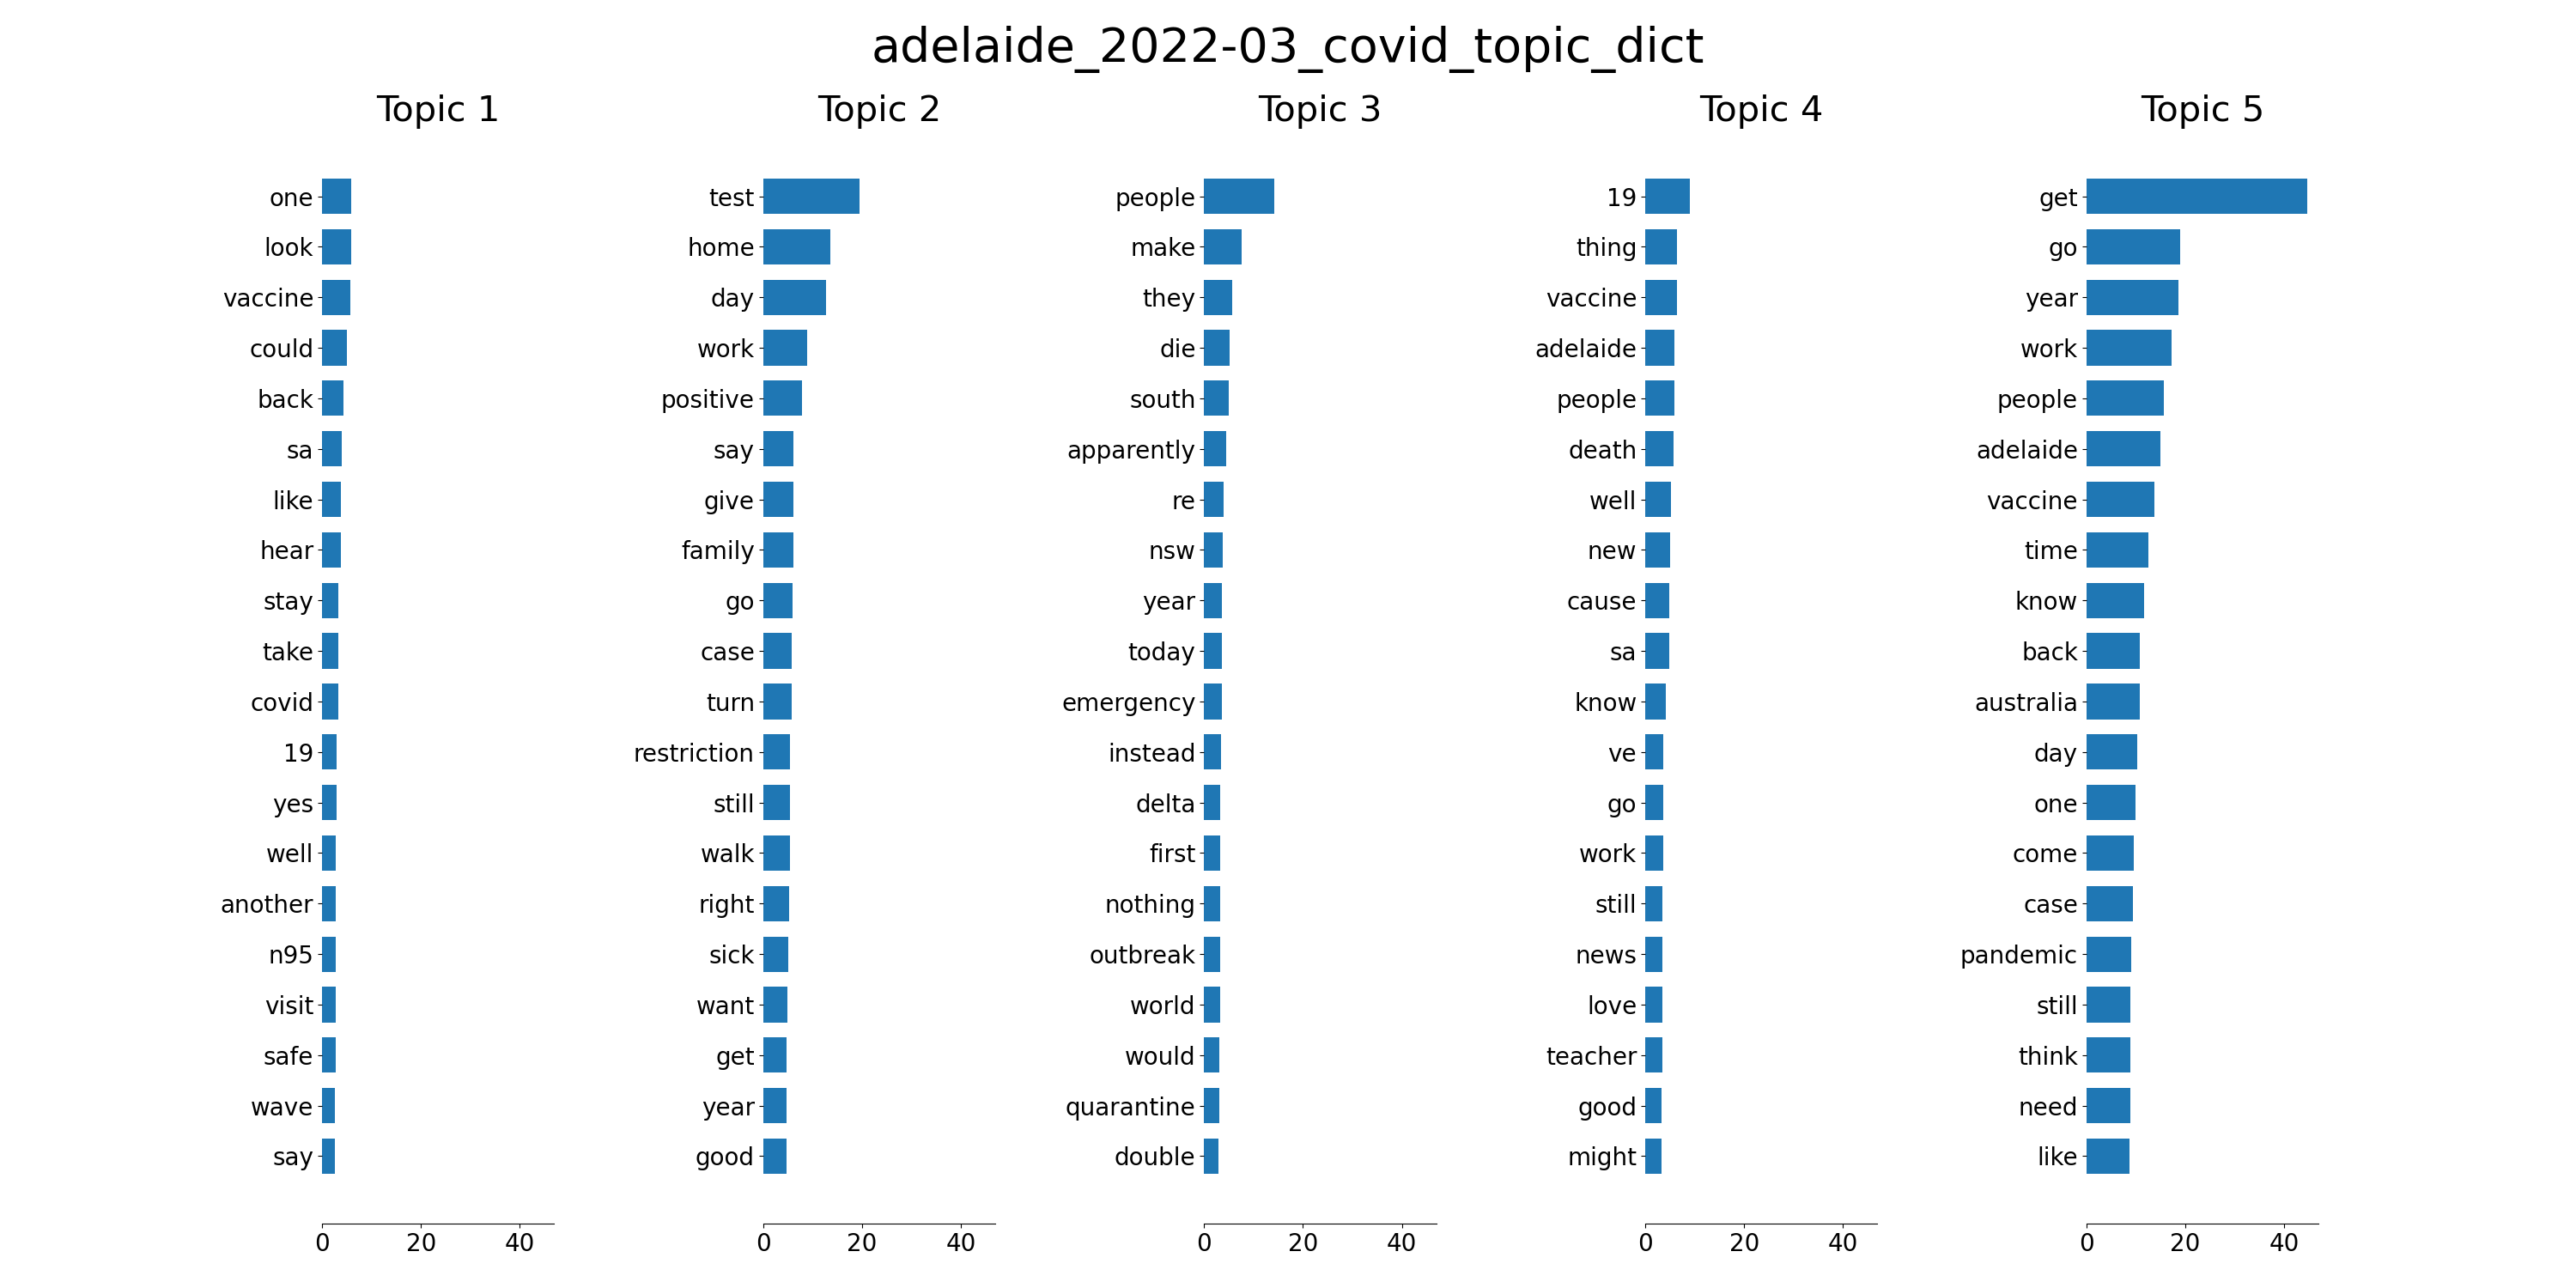 adelaide_2022-03_covid_topic_dict
Topic 1
one
look
vaccine
could
back
sa
like
hear
stay
take
covid
19
yes
well
another
n95
visit
safe
wave
say
0 20 40
Topic 2
test
home
day
work
positive
say
give
family
go
case
turn
restriction
still
walk
right
sick
want
get
year
good
0 20 40
Topic 3
people
make
they
die
south
apparently
re
nsw
year
today
emergency
instead
delta
first
nothing
outbreak
world
would
quarantine
double
0 20 40
Topic 4
19
thing
vaccine
adelaide
people
death
well
new
cause
sa
know
ve
go
work
still
news
love
teacher
good
might
0 20 40
Topic 5
get
go
year
work
people
adelaide
vaccine
time
know
back
australia
day
one
come
case
pandemic
still
think
need
like
0 20 40